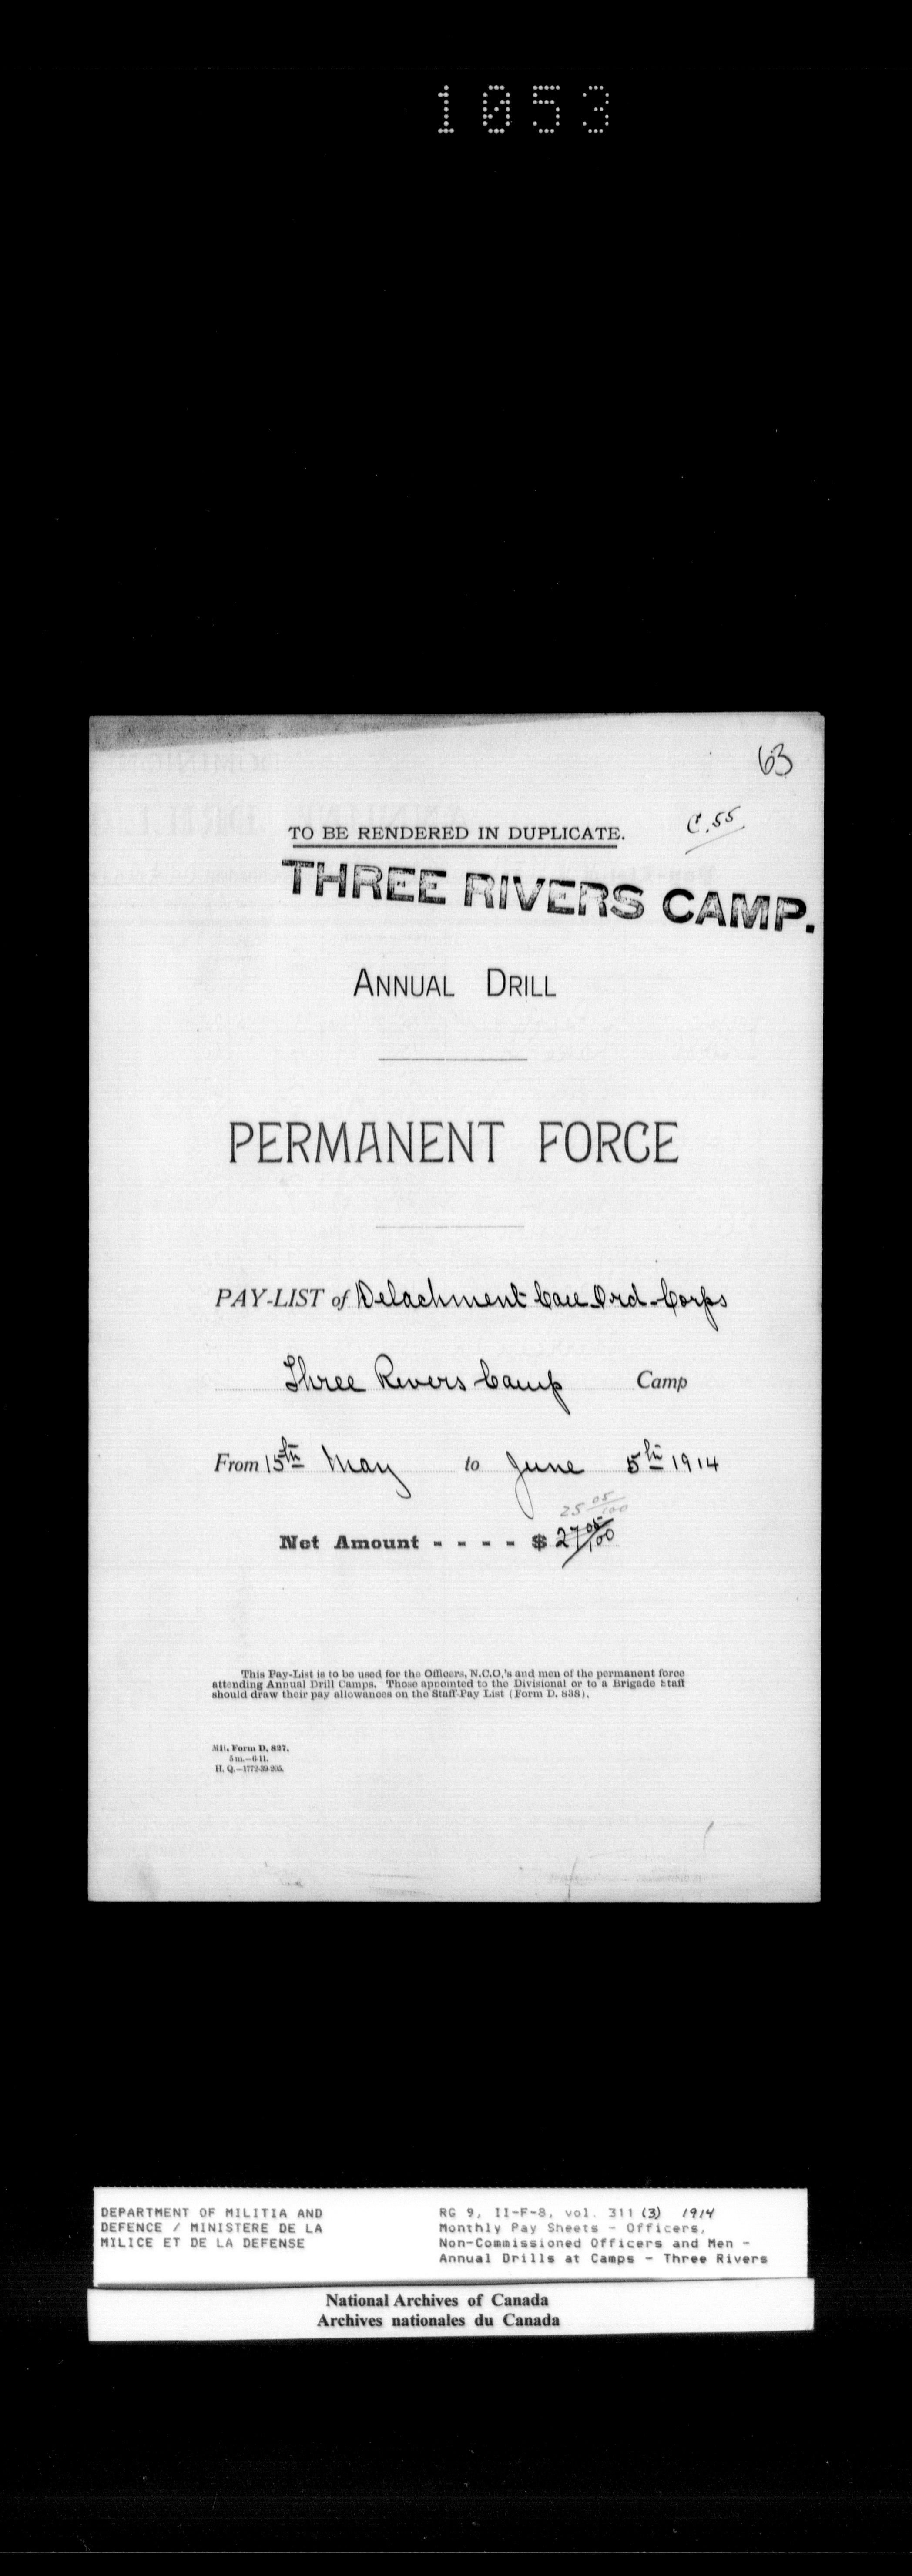 1053
63
C.55
TO BE RENDERED IN DUPLICATE.
THREE RIVERS CAMP.
ANNUAL DRILL
PERMANENT FORCE
PAY-LIST of Detachment Can Ord. Corps
Three Rivers Camp Camp
From 15th May to June 5th 1914
25 05/100
Net Amount - - - - $ 27 05/100
This Pay-List is to be used for the Officers, N.C.O.'s and men of the permanent force
attending Annual Drill Camps. Those appointed to the Divisional or to a Brigade Staff
should draw their pay allowances on the Staff Pay List (Form D. 838).
Mil. Form D. 827.
5 m.—6-11.
H. Q.—1772-39-205.
DEPARTMENT OF MILITIA AND
DEFENCE / MINISTERE DE LA
MILICE ET DE LA DEFENSE
RG 9, II-F-8, vol. 311 (3) 1914
Monthly Pay Sheets - Officers,
Non-Commissioned Officers and Men -
Annual Drills at Camps - Three Rivers
National Archives of Canada
Archives nationales du Canada